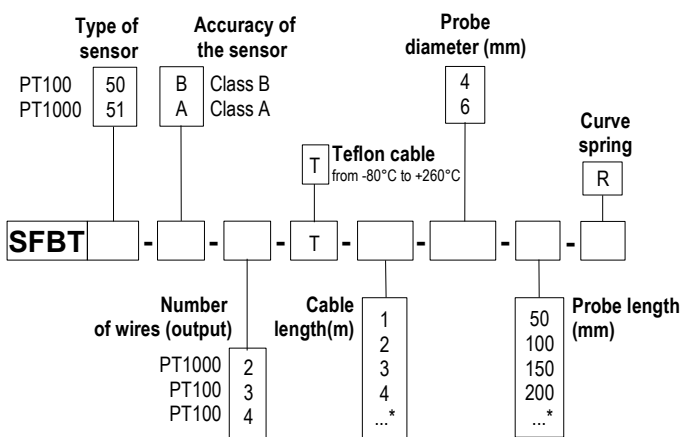 Type of
sensor
PT100 50
PT1000 51
Accuracy of
the sensor
B Class B
A Class A
Probe
diameter (mm)
4
6
T
Teflon cable
from -80°C to +260°C
Curve
spring
R
SFBT - - - T - - - -
Number
of wires (output)
PT1000 2
PT100 3
PT100 4
Cable
length(m)
1
2
3
4
...*
50
100
150
200
...*
Probe length
(mm)